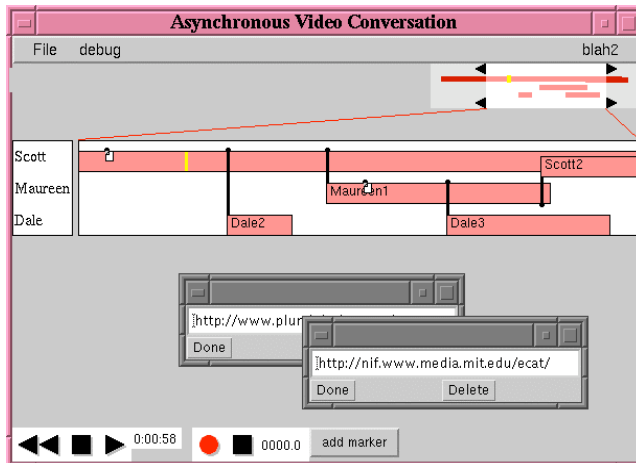 Asynchronous Video Conversation
File debug blah2
Scott
Scott2
Maureen
Maureen1
Dale
Dale2
Dale3
Done
http://nif.www.media.mit.edu/ecat/
Done Delete
0:00:58
0000.0
add marker